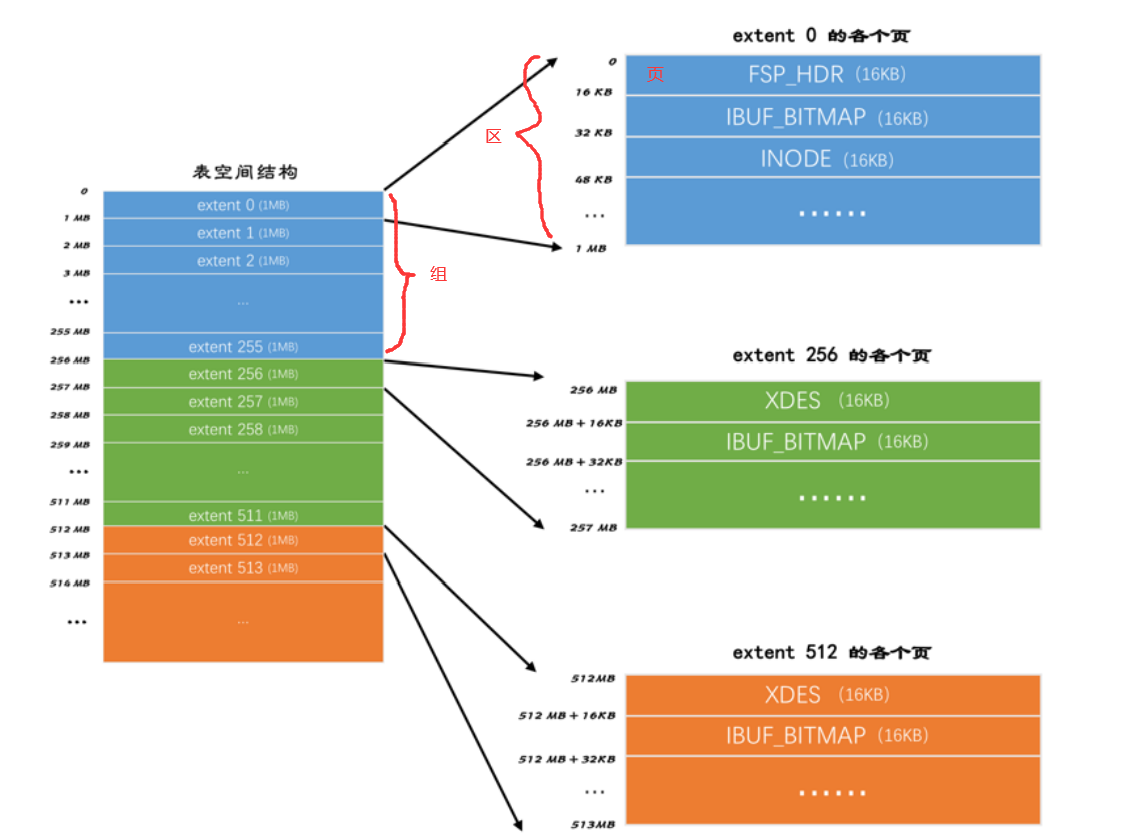 表空间结构
0
extent 0 (1MB)
1 MB
extent 1 (1MB)
2 MB
extent 2 (1MB)
3 MB
...
...
255 MB
extent 255 (1MB)
256 MB
extent 256 (1MB)
257 MB
extent 257 (1MB)
258 MB
extent 258 (1MB)
259 MB
...
...
511 MB
extent 511 (1MB)
512 MB
extent 512 (1MB)
513 MB
extent 513 (1MB)
514 MB
...
...
组
区
extent 0 的各个页
0
页
FSP_HDR (16KB)
16 KB
IBUF_BITMAP (16KB)
32 KB
INODE (16KB)
48 KB
...
......
1 MB
extent 256 的各个页
256 MB
XDES (16KB)
256 MB + 16KB
IBUF_BITMAP (16KB)
256 MB + 32KB
...
......
257 MB
extent 512 的各个页
512MB
XDES (16KB)
512 MB + 16KB
IBUF_BITMAP (16KB)
512 MB + 32KB
...
......
513MB